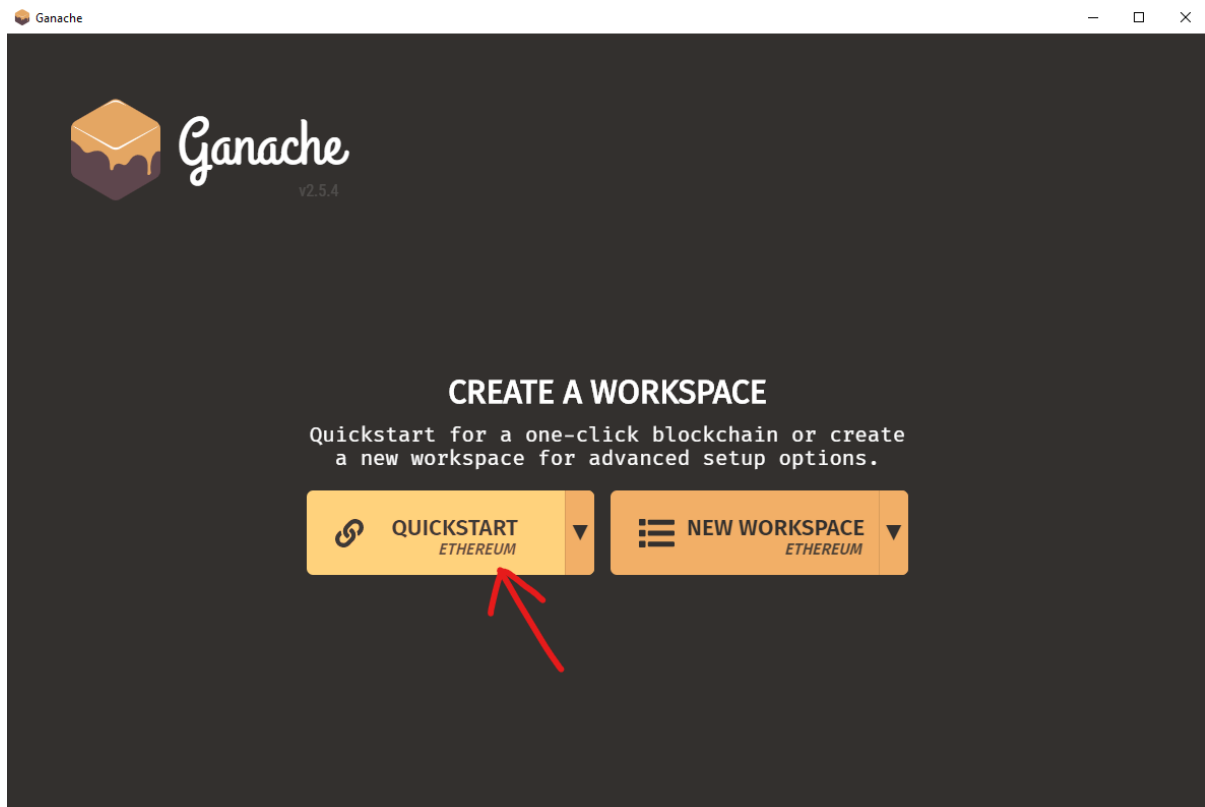 Ganache
Ganache
v2.5.4
CREATE A WORKSPACE
Quickstart for a one-click blockchain or create
a new workspace for advanced setup options.
QUICKSTART
ETHEREUM
NEW WORKSPACE
ETHEREUM